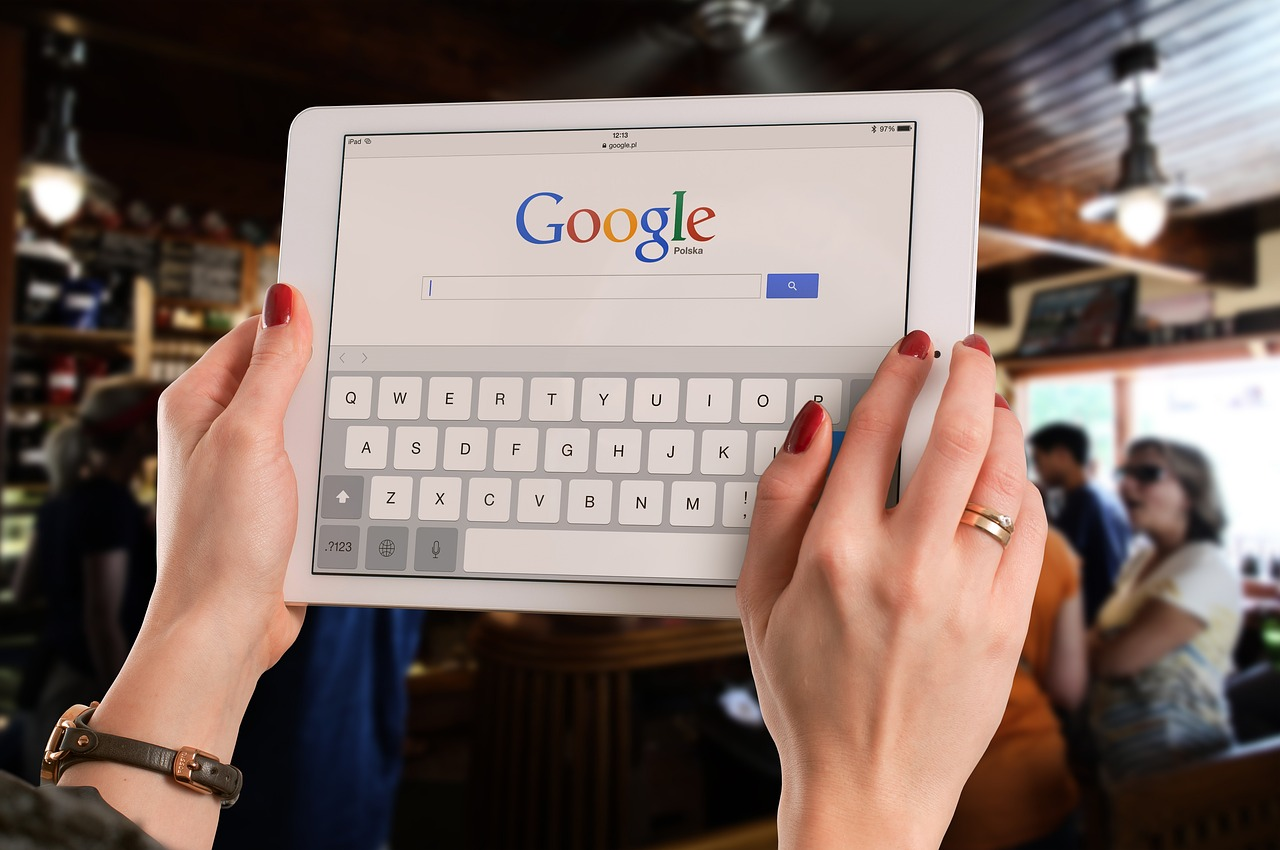 iPad 12:13 97%
google.pl
Google
Polska
Q W E R T Y U I O P
A S D F G H J K
Z X C V B N M ! ,
.?123